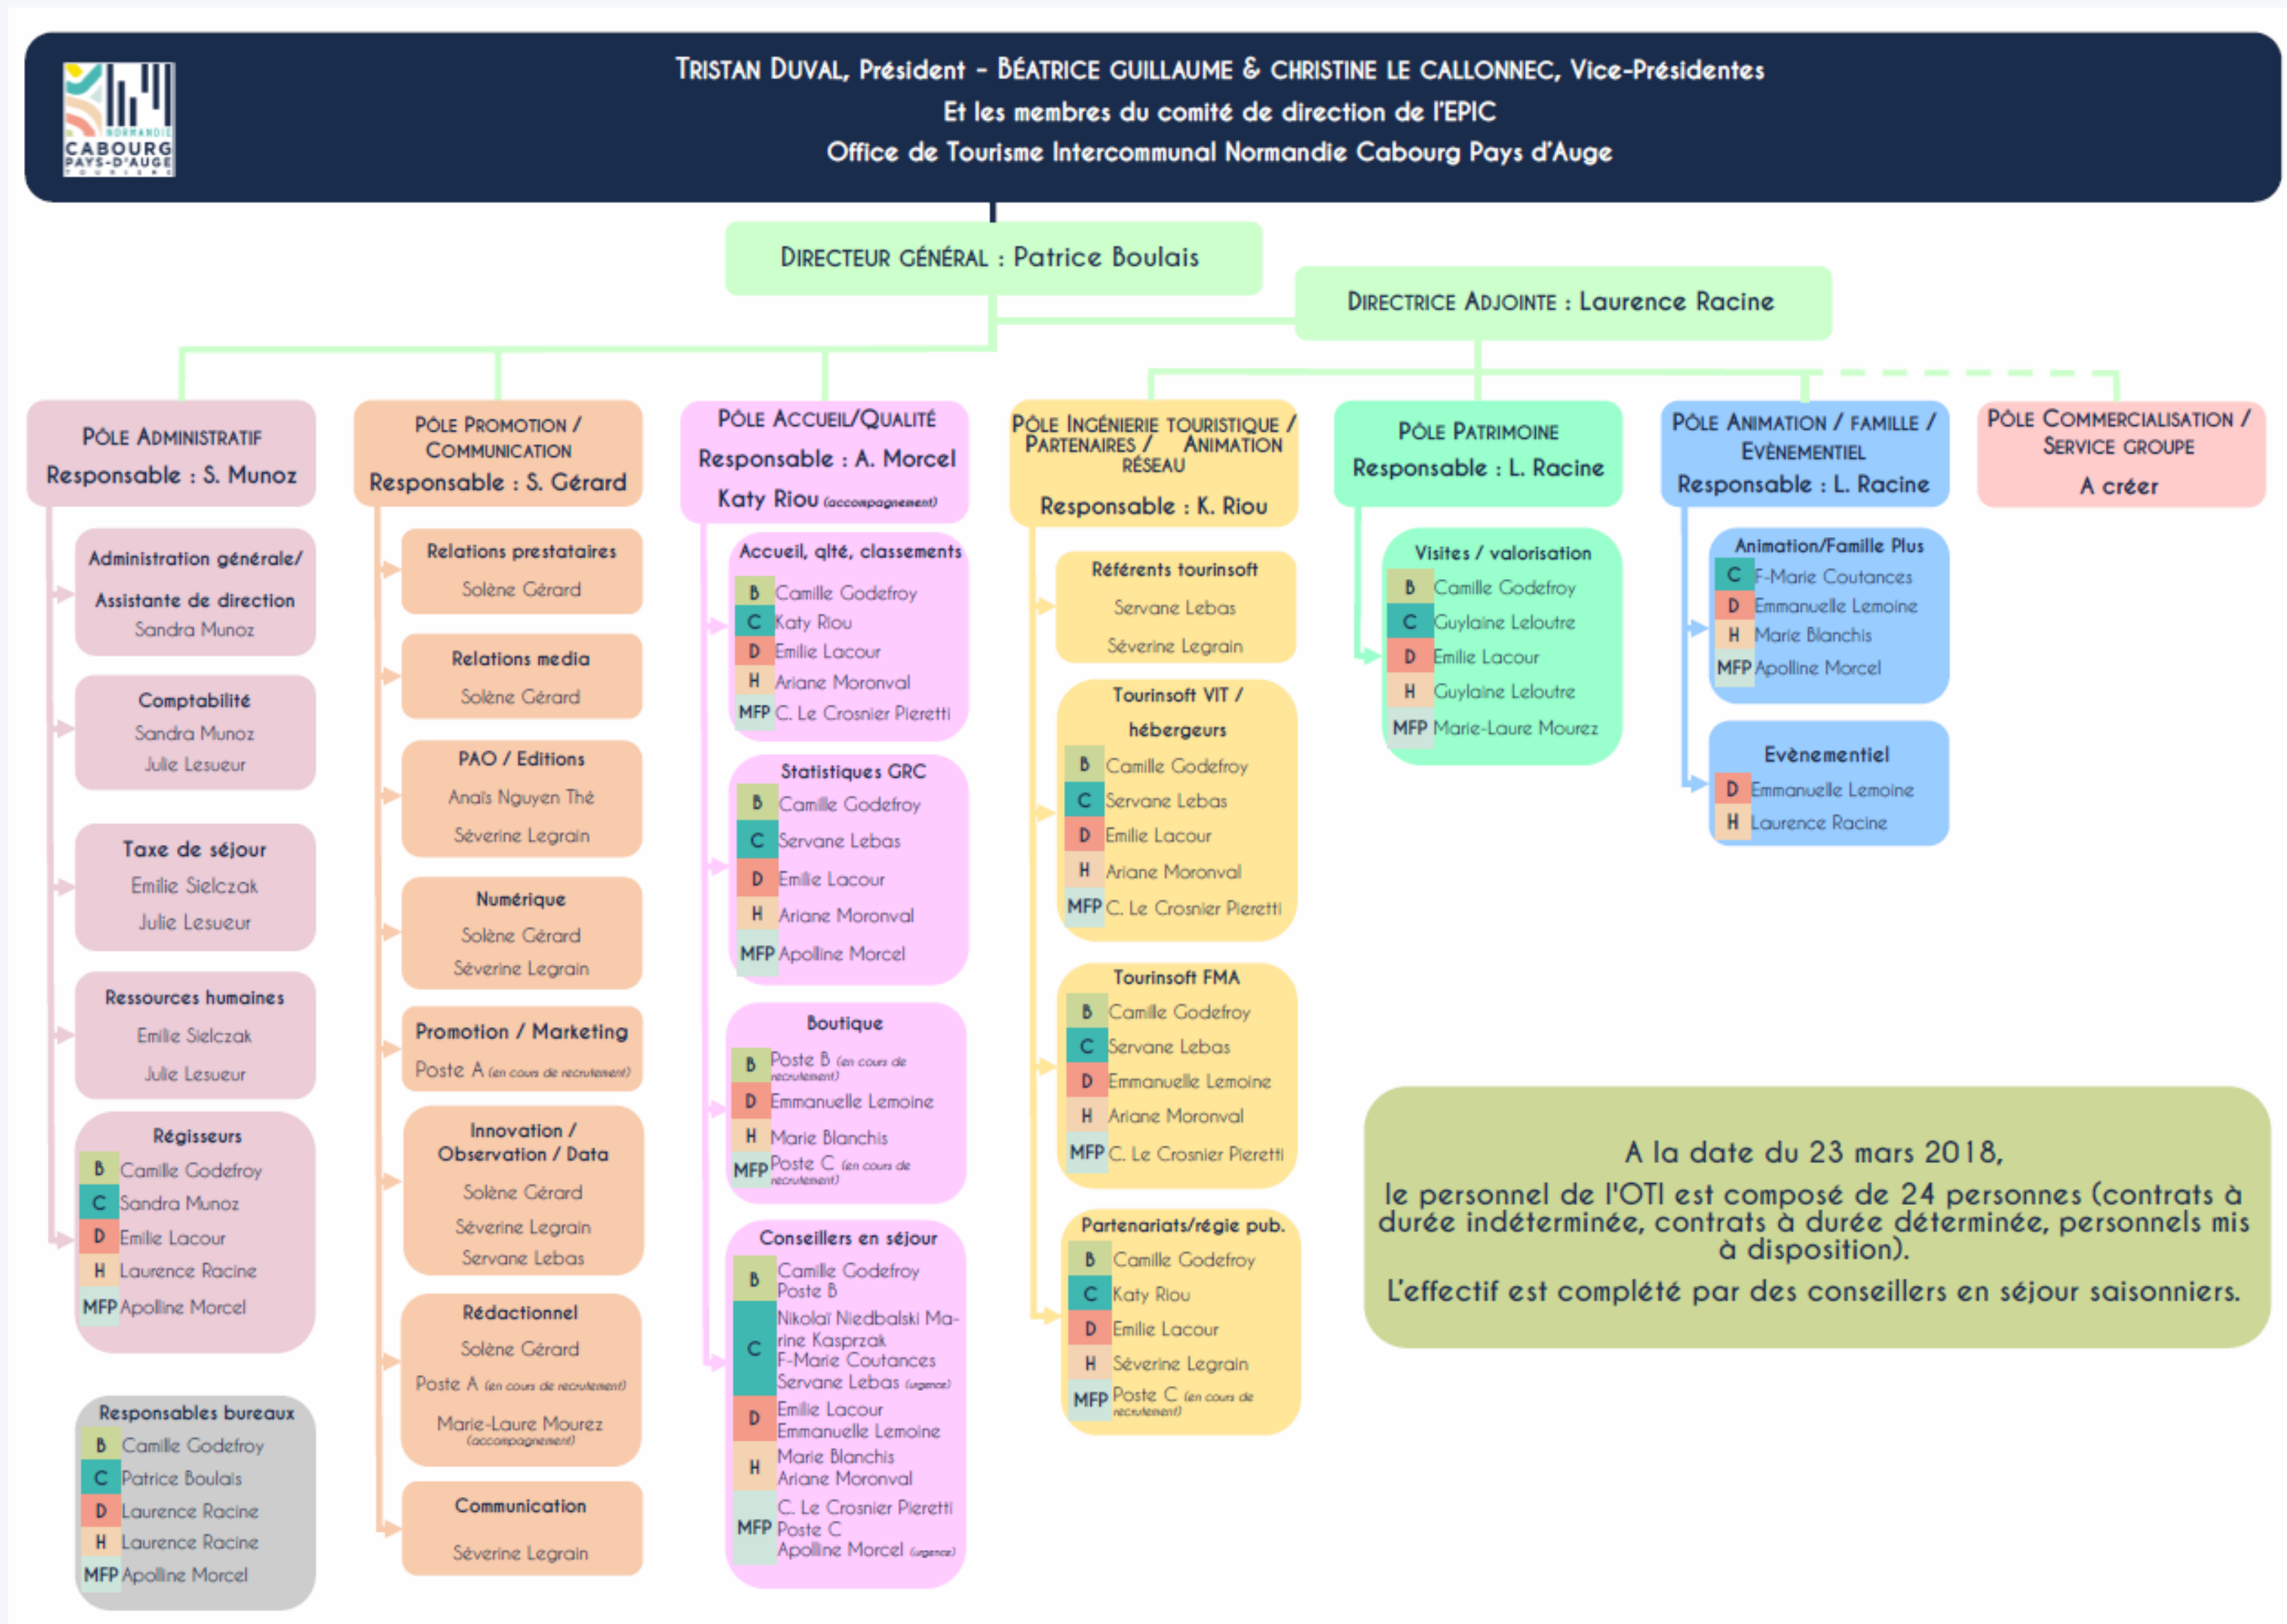 TRISTAN DUVAL, Président - BÉATRICE GUILLAUME & CHRISTINE LE CALLONNEC, Vice-Présidentes
Et les membres du comité de direction de l'EPIC
Office de Tourisme Intercommunal Normandie Cabourg Pays d'Auge
NORMANDIE
CABOURG
PAYS-D'AUGE
TOURISME
DIRECTEUR GÉNÉRAL : Patrice Boulais
DIRECTRICE ADJOINTE : Laurence Racine
PÔLE ADMINISTRATIF
Responsable : S. Munoz
Administration générale/
Assistante de direction
Sandra Munoz
Comptabilité
Sandra Munoz
Julie Lesueur
Taxe de séjour
Emilie Sielczak
Julie Lesueur
Ressources humaines
Emilie Sielczak
Julie Lesueur
Régisseurs
B Camille Godefroy
C Sandra Munoz
D Emilie Lacour
H Laurence Racine
MFP Apolline Morcel
Responsables bureaux
B Camille Godefroy
C Patrice Boulais
D Laurence Racine
H Laurence Racine
MFP Apolline Morcel
PÔLE PROMOTION /
COMMUNICATION
Responsable : S. Gérard
Relations prestataires
Solène Gérard
Relations media
Solène Gérard
PAO / Editions
Anaïs Nguyen Thé
Séverine Legrain
Numérique
Solène Gérard
Séverine Legrain
Promotion / Marketing
Poste A (en cours de recrutement)
Innovation /
Observation / Data
Solène Gérard
Séverine Legrain
Servane Lebas
Rédactionnel
Solène Gérard
Poste A (en cours de recrutement)
Marie-Laure Mourez
(accompagnement)
Communication
Séverine Legrain
PÔLE ACCUEIL/QUALITÉ
Responsable : A. Morcel
Katy Riou (accompagnement)
Accueil, qlté, classements
B Camille Godefroy
C Katy Riou
D Emilie Lacour
H Ariane Moronval
MFP C. Le Crosnier Pieretti
Statistiques GRC
B Camille Godefroy
C Servane Lebas
D Emilie Lacour
H Ariane Moronval
MFP Apolline Morcel
Boutique
B Poste B (en cours de
recrutement)
D Emmanuelle Lemoine
H Marie Blanchis
MFP Poste C (en cours de
recrutement)
Conseillers en séjour
B Camille Godefroy
Poste B
Nikolaï Niedbalski Ma-
rine Kasprzak
C F-Marie Coutances
Servane Lebas (urgence)
D Emilie Lacour
Emmanuelle Lemoine
H Marie Blanchis
Ariane Moronval
C. Le Crosnier Pieretti
MFP Poste C
Apolline Morcel (urgence)
PÔLE INGÉNIERIE TOURISTIQUE /
PARTENAIRES / ANIMATION
RÉSEAU
Responsable : K. Riou
Référents tourinsoft
Servane Lebas
Séverine Legrain
Tourinsoft VIT /
hébergeurs
B Camille Godefroy
C Servane Lebas
D Emilie Lacour
H Ariane Moronval
MFP C. Le Crosnier Pieretti
Tourinsoft FMA
B Camille Godefroy
C Servane Lebas
D Emmanuelle Lemoine
H Ariane Moronval
MFP C. Le Crosnier Pieretti
Partenariats/régie pub.
B Camille Godefroy
C Katy Riou
D Emilie Lacour
H Séverine Legrain
MFP Poste C (en cours de
recrutement)
PÔLE PATRIMOINE
Responsable : L. Racine
Visites / valorisation
B Camille Godefroy
C Guylaine Leloutre
D Emilie Lacour
H Guylaine Leloutre
MFP Marie-Laure Mourez
PÔLE ANIMATION / FAMILLE /
EVÈNEMENTIEL
Responsable : L. Racine
Animation/Famille Plus
C F-Marie Coutances
D Emmanuelle Lemoine
H Marie Blanchis
MFP Apolline Morcel
Evènementiel
D Emmanuelle Lemoine
H Laurence Racine
PÔLE COMMERCIALISATION /
SERVICE GROUPE
A créer
A la date du 23 mars 2018,
le personnel de l'OTI est composé de 24 personnes (contrats à
durée indéterminée, contrats à durée déterminée, personnels mis
à disposition).
L'effectif est complété par des conseillers en séjour saisonniers.